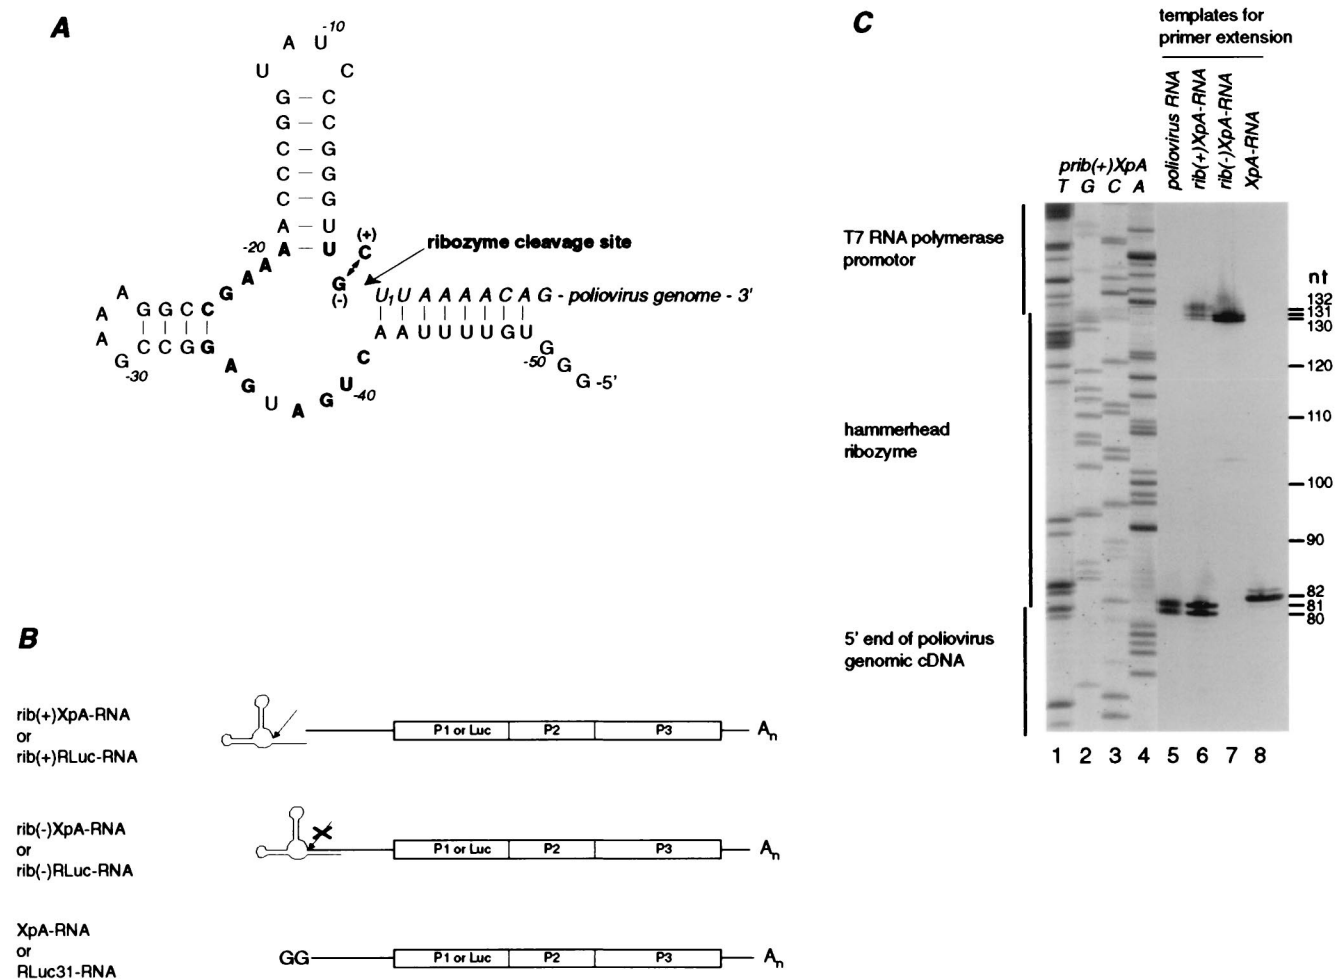 A
-10
A U
U C
G – C
G – C
C – G
C – G
C – G
A – U
-20 A – U
A
A
G
C (+)
G (-)
ribozyme cleavage site
U1U A A A A C A G - poliovirus genome - 3'
A A U U U U G U
-50 G G G -5'
A
A
A
G G C C
C C G G
G
-30
A
G
U
A
G
U
-40
C
B
rib(+)XpA-RNA
or
rib(+)RLuc-RNA
P1 or Luc P2 P3 An
rib(-)XpA-RNA
or
rib(-)RLuc-RNA
P1 or Luc P2 P3 An
XpA-RNA
or
RLuc31-RNA
GG P1 or Luc P2 P3 An
C
templates for
primer extension
poliovirus RNA
rib(+)XpA-RNA
rib(-)XpA-RNA
XpA-RNA
prib(+)XpA
T G C A
T7 RNA polymerase
promotor
hammerhead
ribozyme
5' end of poliovirus
genomic cDNA
nt
132
131
130
120
110
100
90
82
81
80
1 2 3 4 5 6 7 8